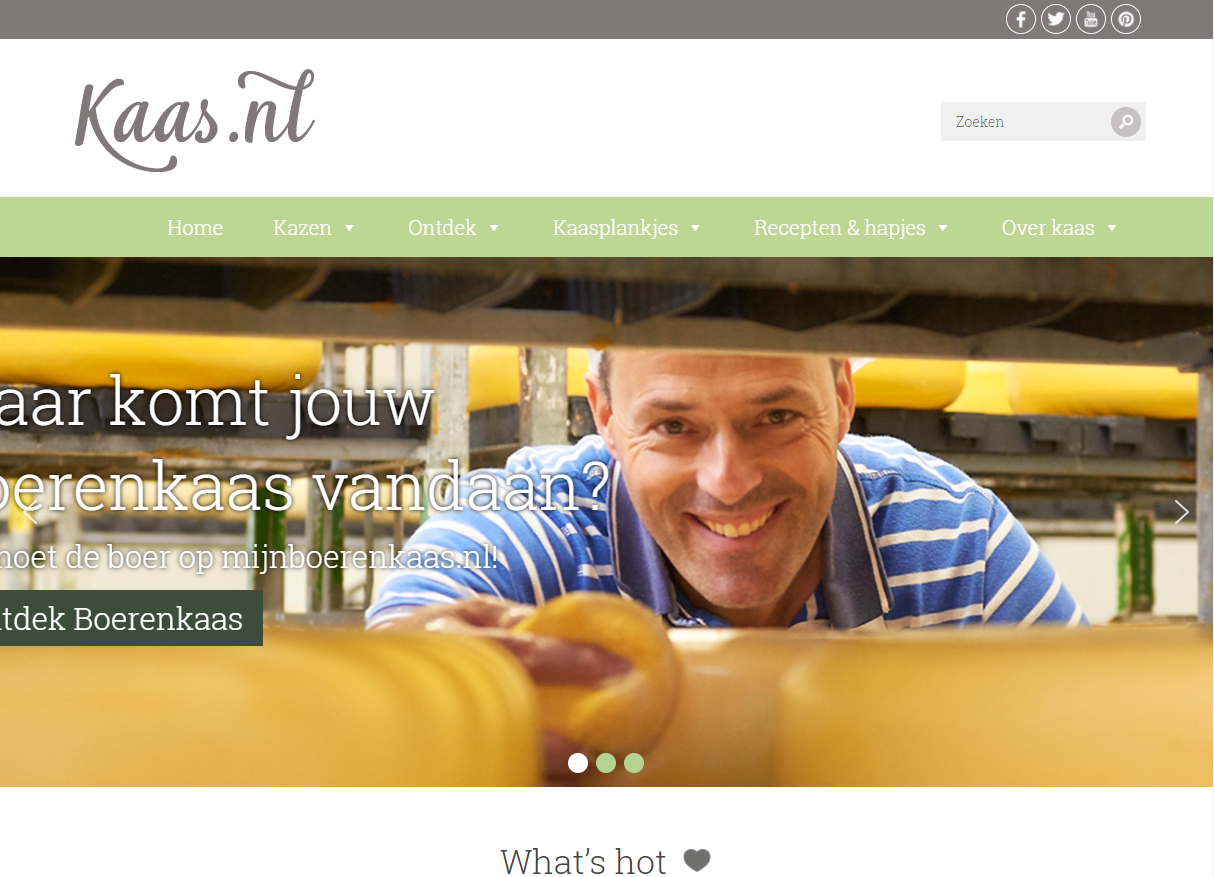 Kaas.nl
Zoeken
Home Kazen Ontdek Kaasplankjes Recepten & hapjes Over kaas
aar komt jouw
oerenkaas vandaan?
moet de boer op mijnboerenkaas.nl!
tdek Boerenkaas
What's hot